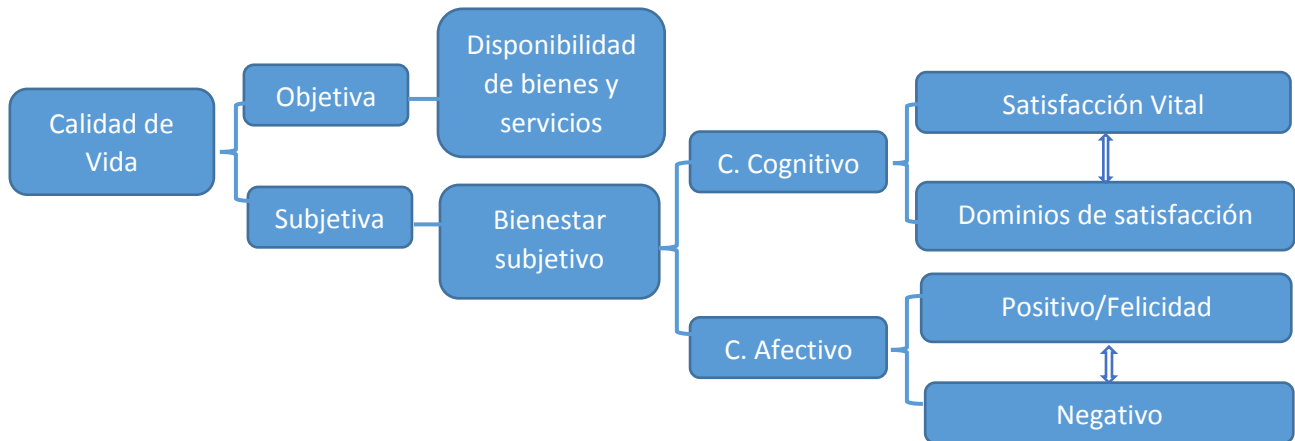 Calidad de
Vida
Objetiva
Disponibilidad
de bienes y
servicios
Subjetiva
Bienestar
subjetivo
C. Cognitivo
Satisfacción Vital
Dominios de satisfacción
C. Afectivo
Positivo/Felicidad
Negativo